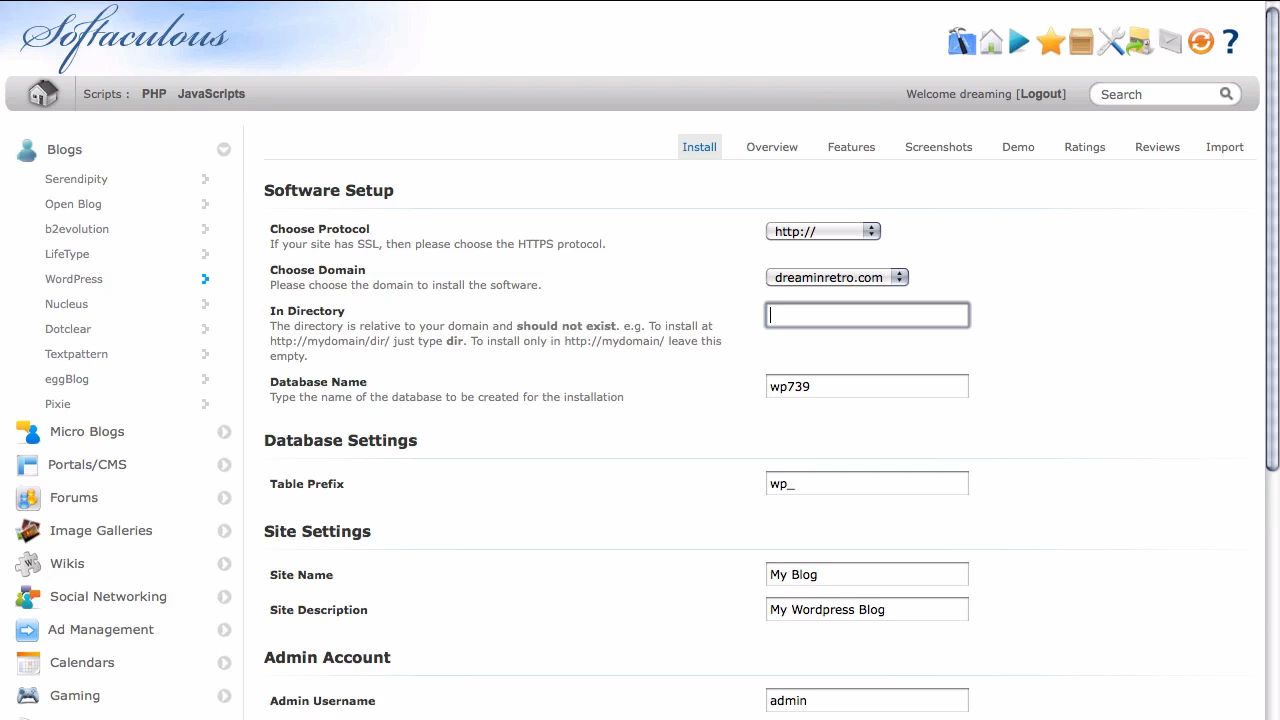 Softaculous
?
Scripts : PHP JavaScripts
Welcome dreaming [Logout]
Search
Blogs
Serendipity
Open Blog
b2evolution
LifeType
WordPress
Nucleus
Dotclear
Textpattern
eggBlog
Pixie
Micro Blogs
Portals/CMS
Forums
Image Galleries
Wikis
Social Networking
Ad Management
Calendars
Gaming
Install Overview Features Screenshots Demo Ratings Reviews Import
Software Setup
Choose Protocol
If your site has SSL, then please choose the HTTPS protocol.
http://
Choose Domain
Please choose the domain to install the software.
dreaminretro.com
In Directory
The directory is relative to your domain and should not exist. e.g. To install at
http://mydomain/dir/ just type dir. To install only in http://mydomain/ leave this
empty.
Database Name
Type the name of the database to be created for the installation
wp739
Database Settings
Table Prefix
wp_
Site Settings
Site Name
My Blog
Site Description
My Wordpress Blog
Admin Account
Admin Username
admin